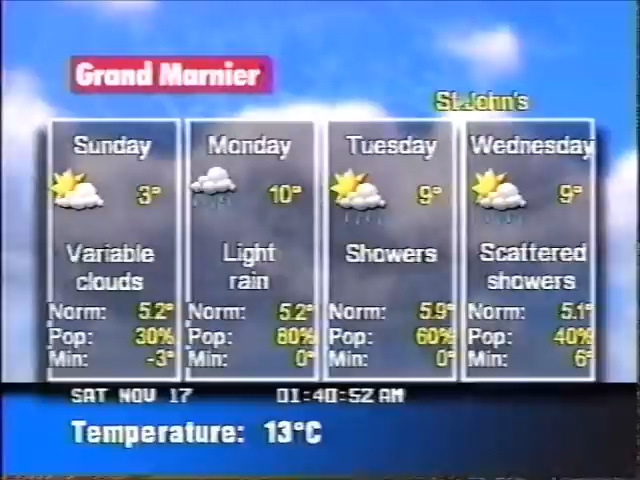 Grand Marnier
St. John's
Sunday Monday Tuesday Wednesday
3° 10° 9° 9°
Variable clouds Light rain Showers Scattered showers
Norm: 5.2° Norm: 5.2° Norm: 5.9° Norm: 5.1°
Pop: 30% Pop: 80% Pop: 60% Pop: 40%
Min: -3° Min: 0° Min: 0° Min: 6°
SAT NOV 17 01:40:52 AM
Temperature: 13°C